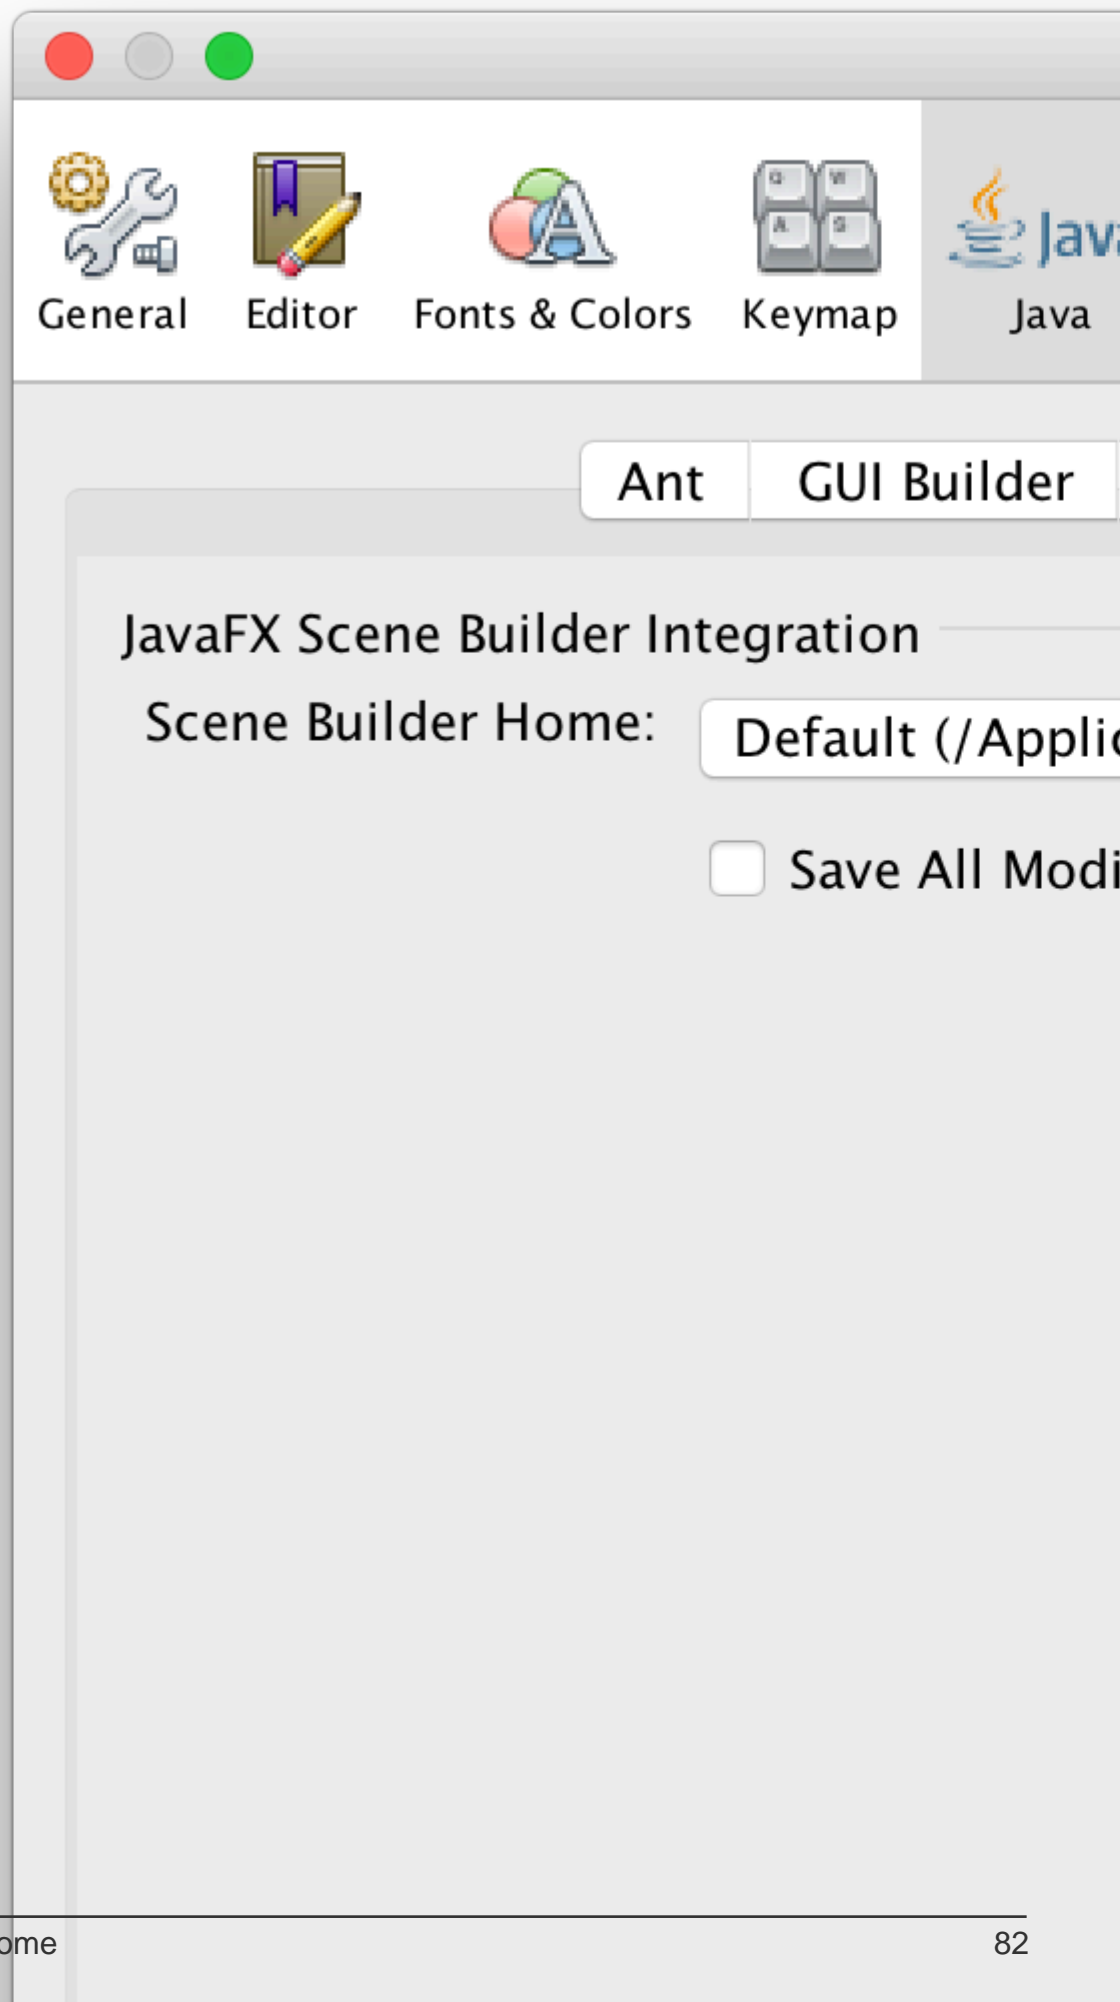 Java
General Editor Fonts & Colors Keymap Java
Ant GUI Builder
JavaFX Scene Builder Integration
Scene Builder Home: Default (/Applic
Save All Modi
ome 82